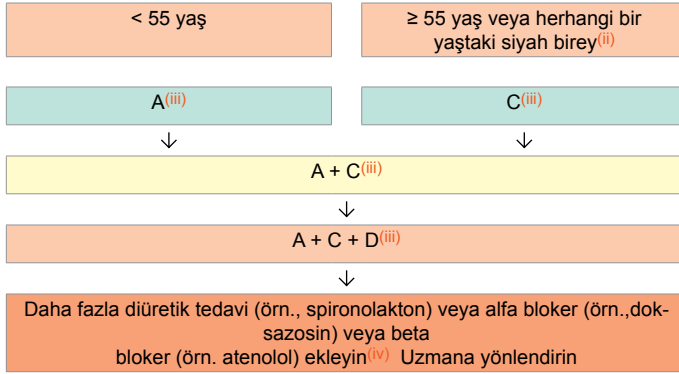 < 55 yaş
≥ 55 yaş veya herhangi bir
yaştaki siyah birey(ii)
A(iii)
C(iii)
A + C(iii)
A + C + D(iii)
Daha fazla diüretik tedavi (örn., spironolakton) veya alfa bloker (örn.,dok-
sazosin) veya beta
bloker (örn. atenolol) ekleyin(iv) Uzmana yönlendirin